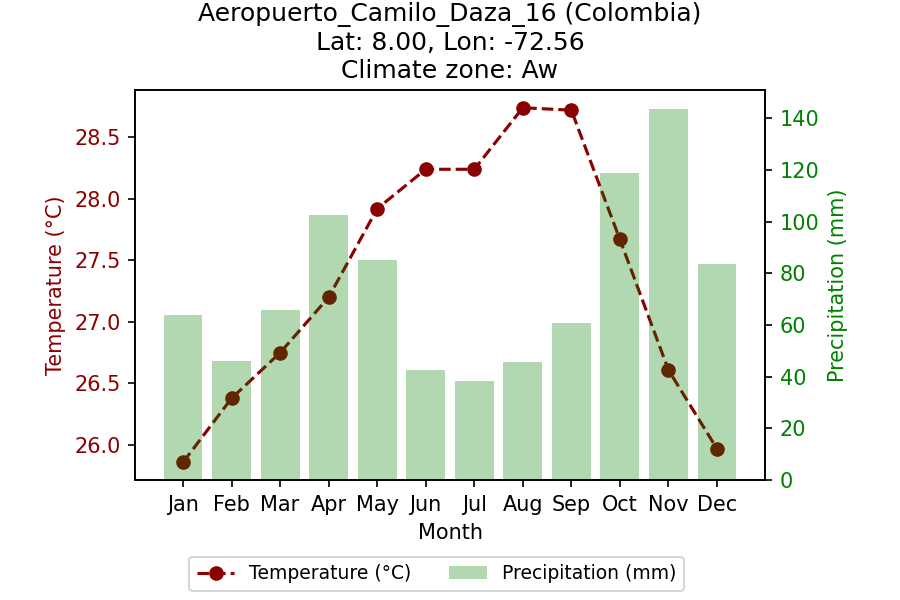 Aeropuerto_Camilo_Daza_16 (Colombia)
Lat: 8.00, Lon: -72.56
Climate zone: Aw
Temperature (°C)
28.5
28.0
27.5
27.0
26.5
26.0
140
120
100
80
60
40
20
0
Precipitation (mm)
Jan Feb Mar Apr May Jun Jul Aug Sep Oct Nov Dec
Month
Temperature (°C) Precipitation (mm)